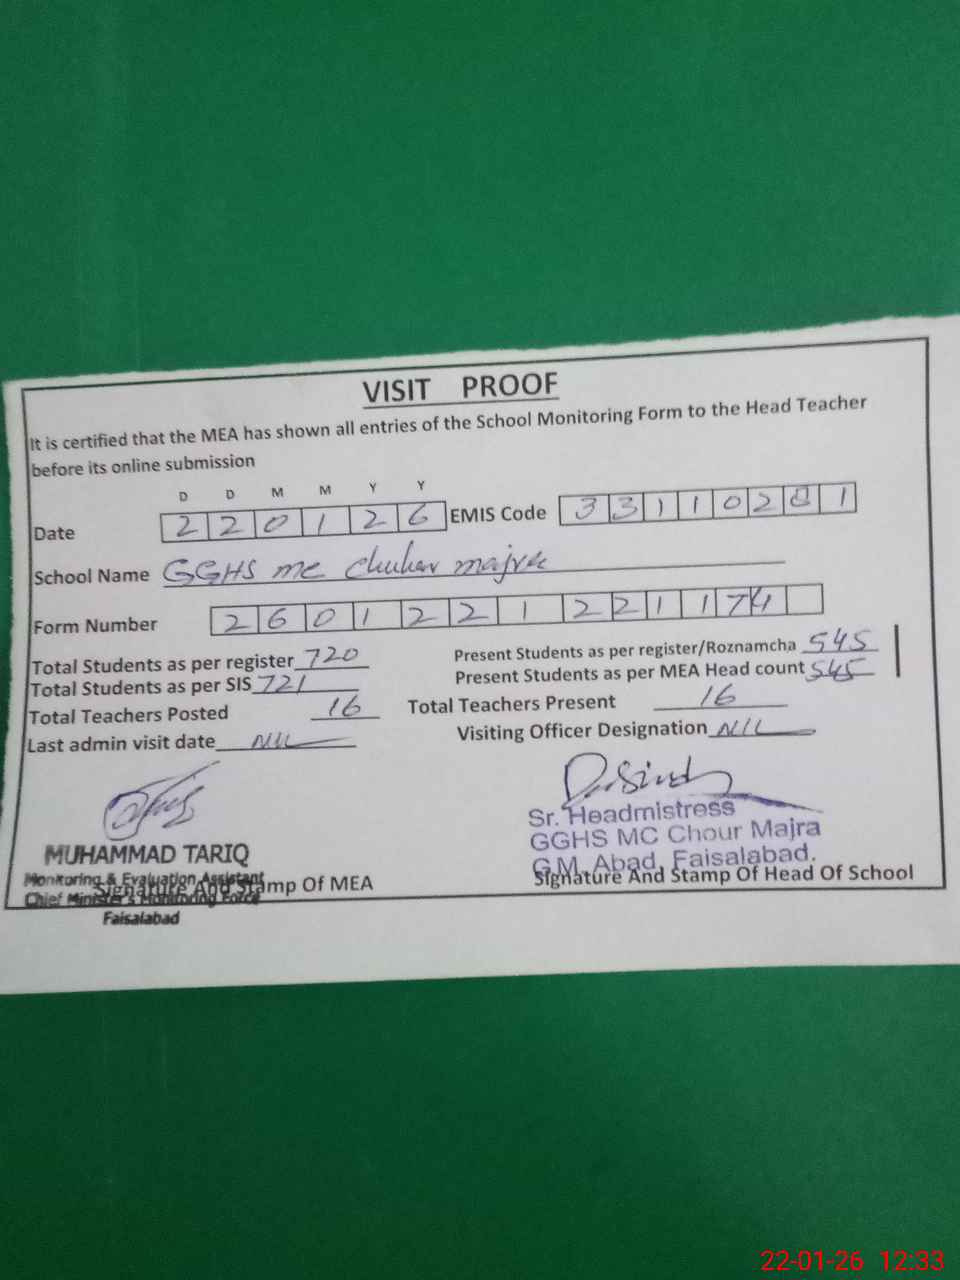 VISIT PROOF
It is certified that the MEA has shown all entries of the School Monitoring Form to the Head Teacher
before its online submission
D D M M Y Y
Date 2 2 0 1 2 6 EMIS Code 3 3 1 1 0 2 8 1
School Name GGHS mc chuhar majra
Form Number 2 6 0 1 2 2 1 2 2 1 1 7 4
Total Students as per register 720 Present Students as per register/Roznamcha 545
Total Students as per SIS 721 Present Students as per MEA Head count 545
Total Teachers Posted 16 Total Teachers Present 16
Last admin visit date NIL Visiting Officer Designation NIL
Sr. Headmistress
GGHS MC Chour Majra
G.M. Abad, Faisalabad.
Signature And Stamp Of Head Of School
MUHAMMAD TARIQ
Monitoring & Evaluation Assistant
Signature And Stamp Of MEA
Chief Minister's Monitoring Force
Faisalabad
22-01-26 12:33